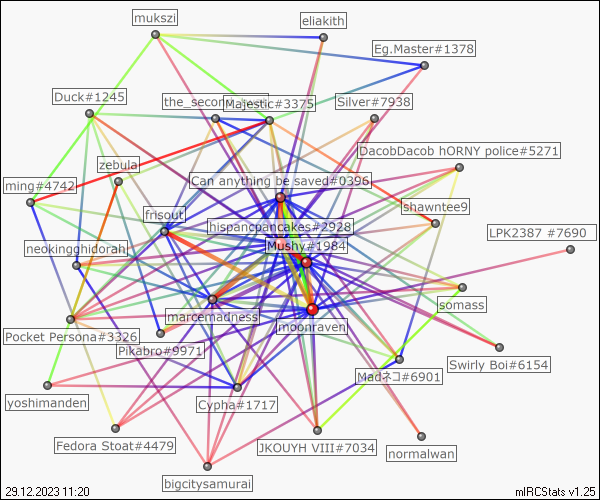 mukszi
eliakith
Eg.Master#1378
Duck#1245
Majestic#3375
Silver#7938
DacobDacob hORNY police#5271
zebula
ming#4742
Can anything be saved#0396
frisout
shawntee9
hispancpancakes#2928
LPK2387 #7690
neokingghidorah
Mushy#1984
somass
marcemadness
moonraven
Pocket Persona#3326
Pikabro#9971
Swirly Boi#6154
Madネコ#6901
yoshimanden
Cypha#1717
Fedora Stoat#4479
JKOUYH VIII#7034
normalwan
bigcitysamurai
29.12.2023 11:20
mIRCStats v1.25